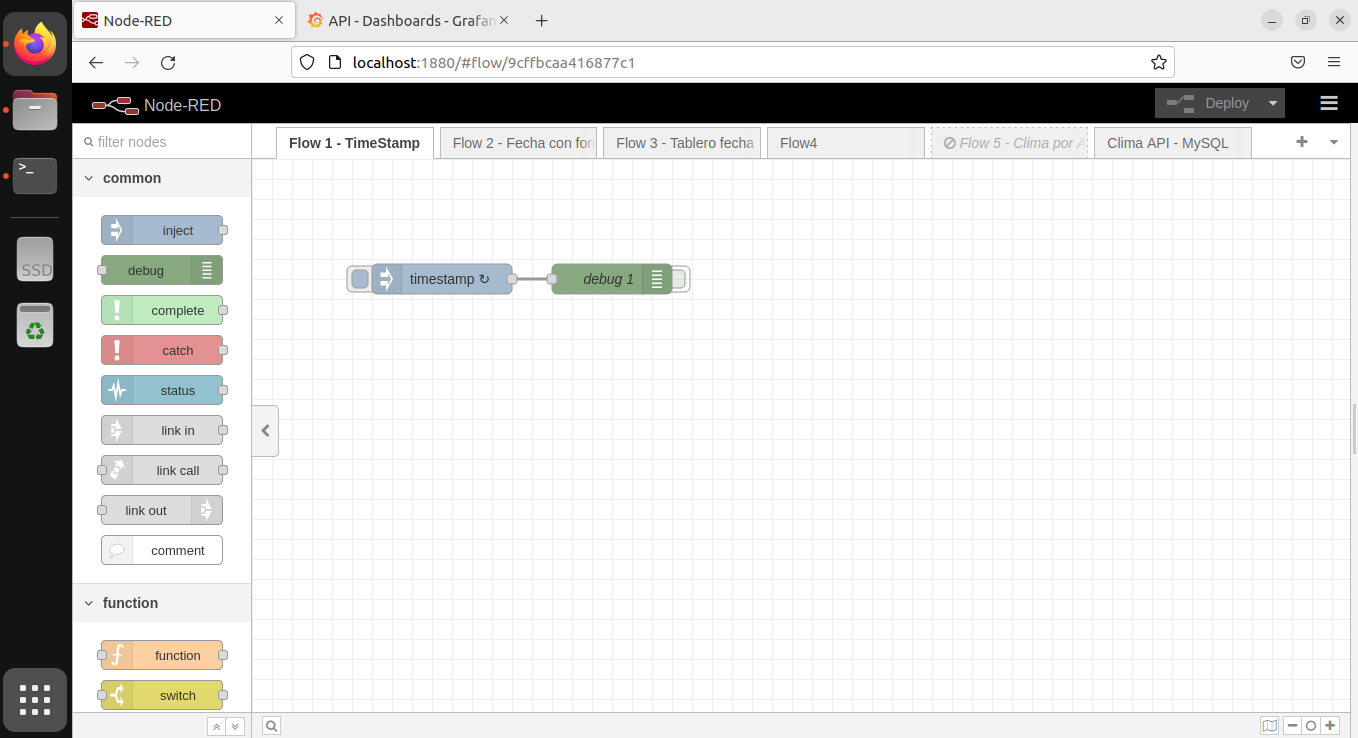 Node-RED
API - Dashboards - Grafan
localhost:1880/#flow/9cffbcaa416877c1
Node-RED
Deploy
filter nodes
Flow 1 - TimeStamp
Flow 2 - Fecha con for
Flow 3 - Tablero fecha
Flow4
Flow 5 - Clima por A
Clima API - MySQL
common
inject
debug
complete
catch
status
link in
link call
link out
comment
function
function
switch
timestamp ↻
debug 1
>_
SSD